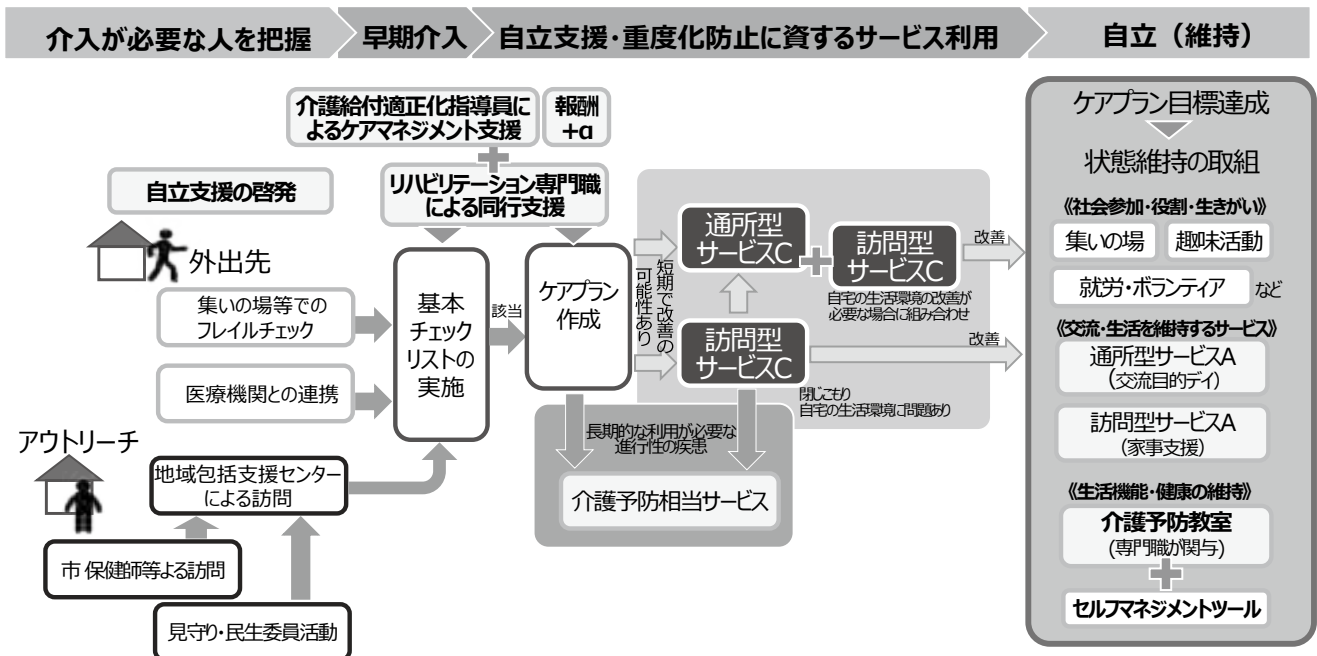 介入が必要な人を把握
早期介入
自立支援・重度化防止に資するサービス利用
自立（維持）
介護給付適正化指導員に
よるケアマネジメント支援
報酬
+α
リハビリテーション専門職
による同行支援
自立支援の啓発
外出先
集いの場等での
フレイルチェック
医療機関との連携
アウトリーチ
地域包括支援センター
による訪問
市 保健師等よる訪問
見守り・民生委員活動
基本
チェック
リストの
実施
該当
ケアプラン
作成
短期で改善の
可能性あり
通所型
サービスC
訪問型
サービスC
自宅の生活環境の改善が
必要な場合に組み合わせ
改善
訪問型
サービスC
改善
閉じこもり
自宅の生活環境に問題あり
長期的な利用が必要な
進行性の疾患
介護予防相当サービス
ケアプラン目標達成
状態維持の取組
《社会参加・役割・生きがい》
集いの場
趣味活動
就労・ボランティア など
《交流・生活を維持するサービス》
通所型サービスA
(交流目的デイ)
訪問型サービスA
(家事支援)
《生活機能・健康の維持》
介護予防教室
(専門職が関与)
セルフマネジメントツール